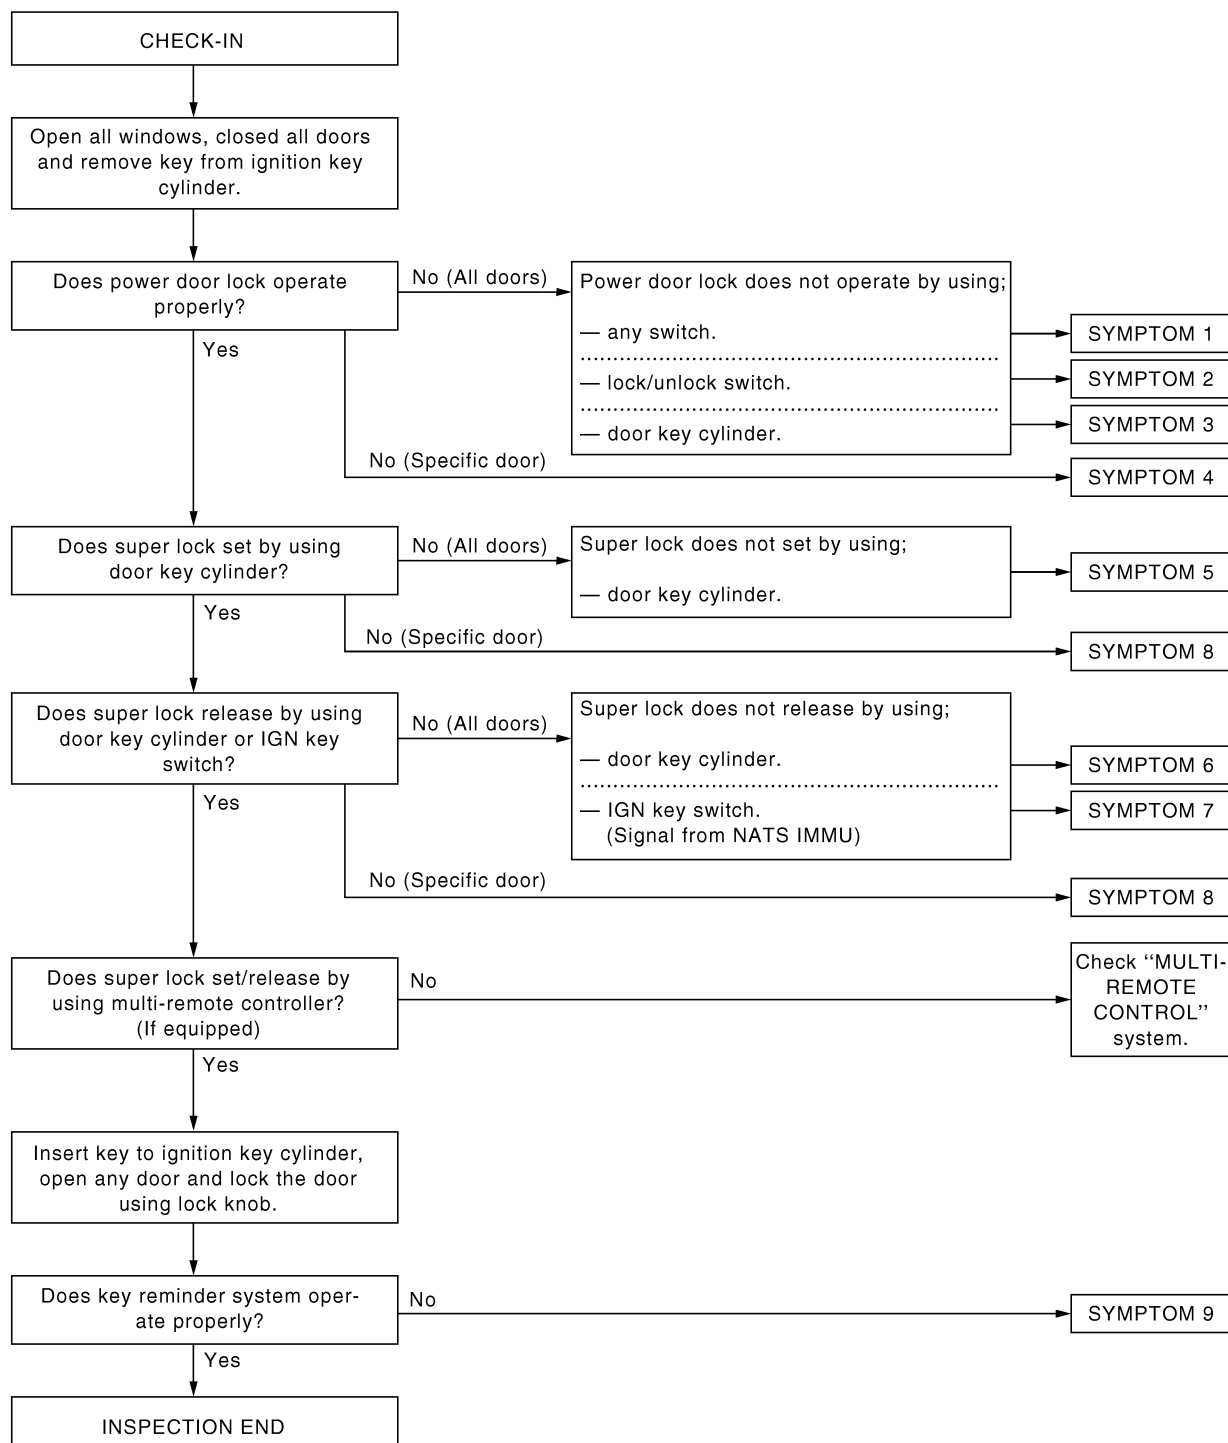 CHECK-IN
Open all windows, closed all doors
and remove key from ignition key
cylinder.
Does power door lock operate
properly?
No (All doors)
Power door lock does not operate by using;
— any switch.
— lock/unlock switch.
— door key cylinder.
SYMPTOM 1
SYMPTOM 2
SYMPTOM 3
Yes
No (Specific door)
SYMPTOM 4
Does super lock set by using
door key cylinder?
No (All doors)
Super lock does not set by using;
— door key cylinder.
SYMPTOM 5
Yes
No (Specific door)
SYMPTOM 8
Does super lock release by using
door key cylinder or IGN key
switch?
No (All doors)
Super lock does not release by using;
— door key cylinder.
— IGN key switch.
(Signal from NATS IMMU)
SYMPTOM 6
SYMPTOM 7
Yes
No (Specific door)
SYMPTOM 8
Does super lock set/release by
using multi-remote controller?
(If equipped)
No
Check “MULTI-
REMOTE
CONTROL”
system.
Yes
Insert key to ignition key cylinder,
open any door and lock the door
using lock knob.
Does key reminder system oper-
ate properly?
No
SYMPTOM 9
Yes
INSPECTION END